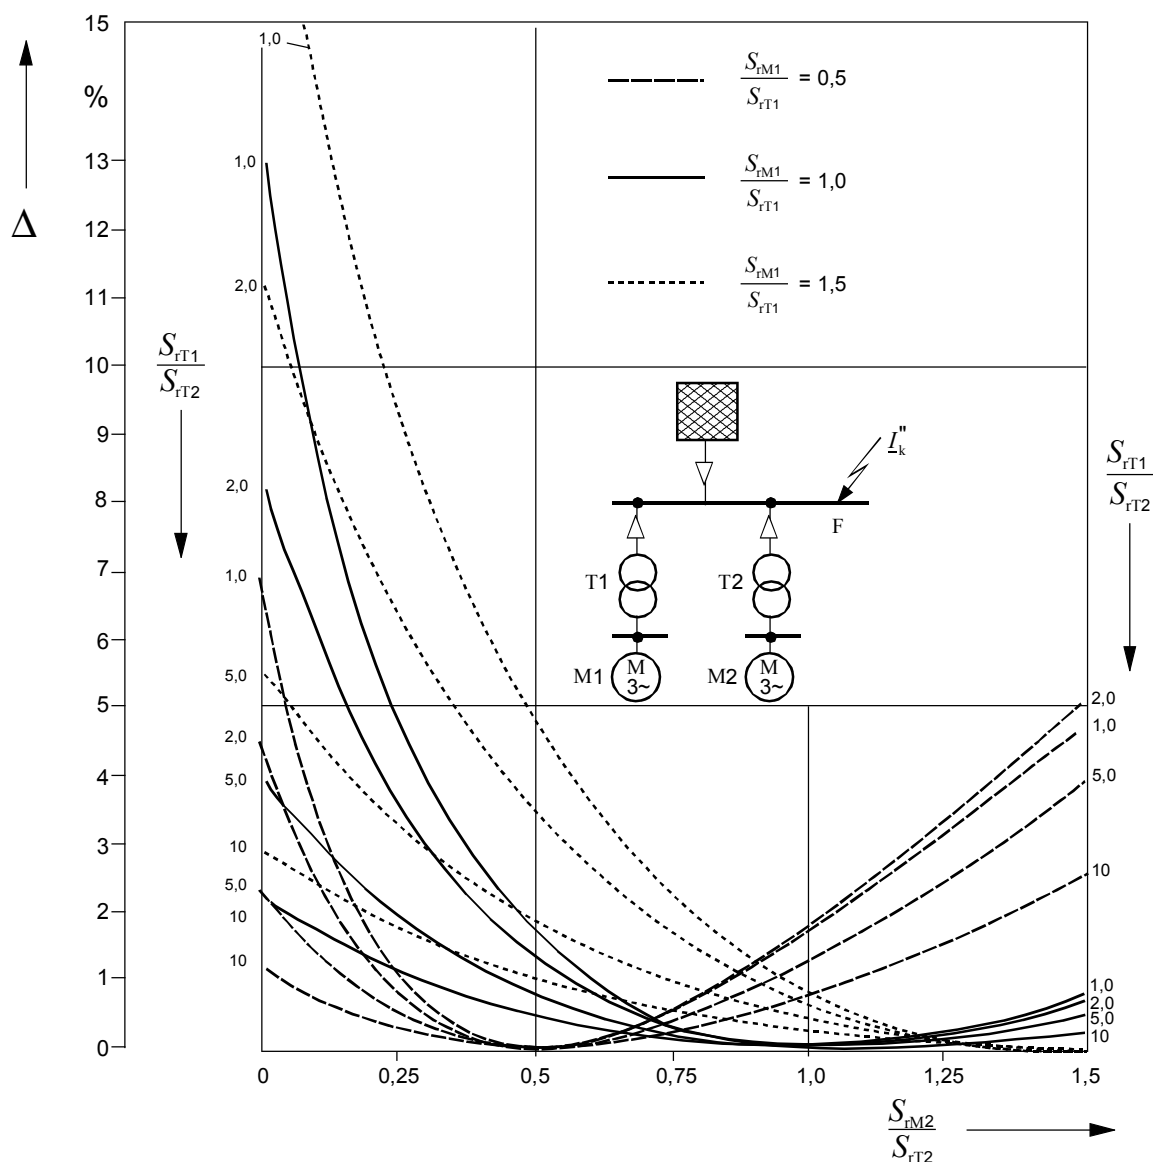 15
%
13
12
11
10
9
8
7
6
5
4
3
2
1
0
Δ
S_rT1
S_rT2
1,0
1,0
2,0
2,0
1,0
5,0
2,0
5,0
10
5,0
10
10
S_rM1
S_rT1 = 0,5
S_rM1
S_rT1 = 1,0
S_rM1
S_rT1 = 1,5
I"k
F
T1 T2
M1 M 3~ M2 M 3~
S_rT1
S_rT2
2,0
1,0
5,0
10
1,0
2,0
5,0
10
0 0,25 0,5 0,75 1,0 1,25 1,5
S_rM2
S_rT2